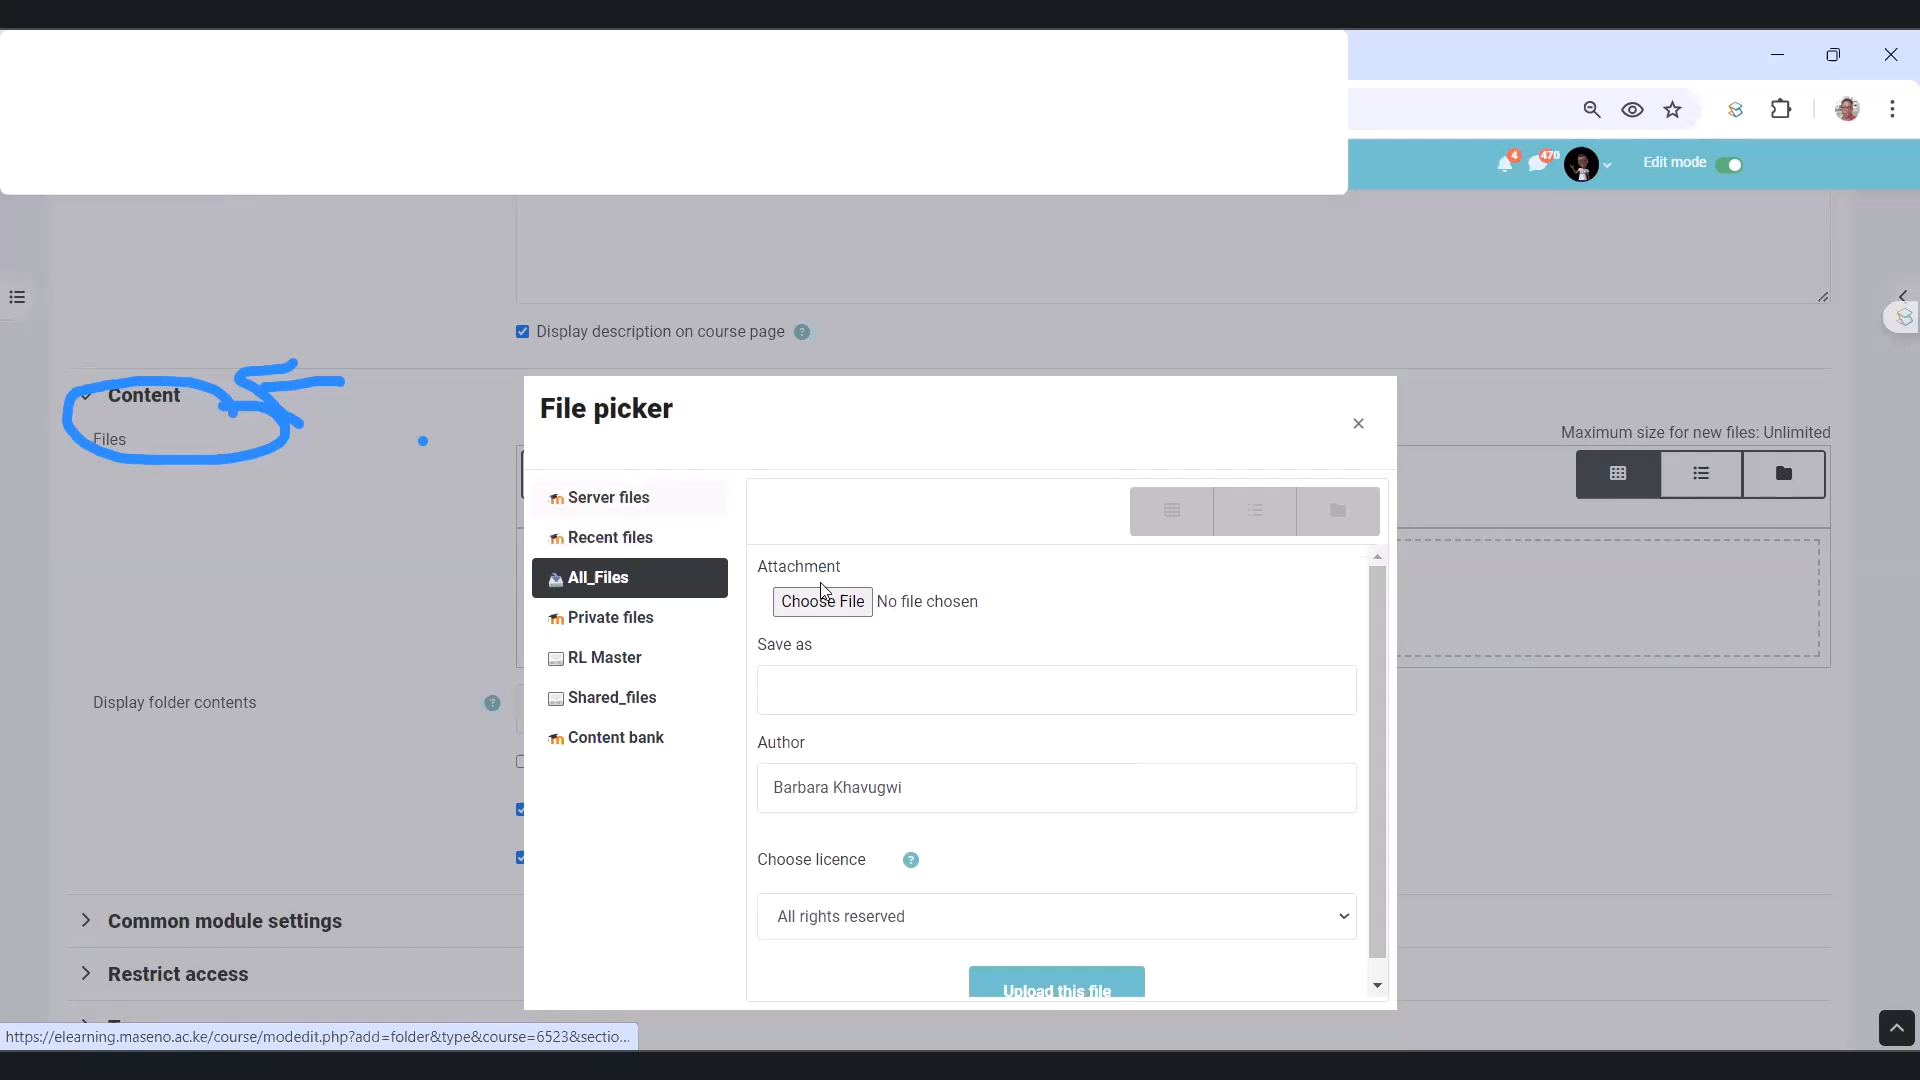 4
470
Edit mode
Display description on course page
Content
Files
Maximum size for new files: Unlimited
File picker
Server files
Recent files
All_Files
Private files
RL Master
Shared_files
Content bank
Attachment
Choose File No file chosen
Save as
Author
Barbara Khavugwi
Choose licence
All rights reserved
Upload this file
Display folder contents
Common module settings
Restrict access
https://elearning.maseno.ac.ke/course/modedit.php?add=folder&type&course=6523&sectio...